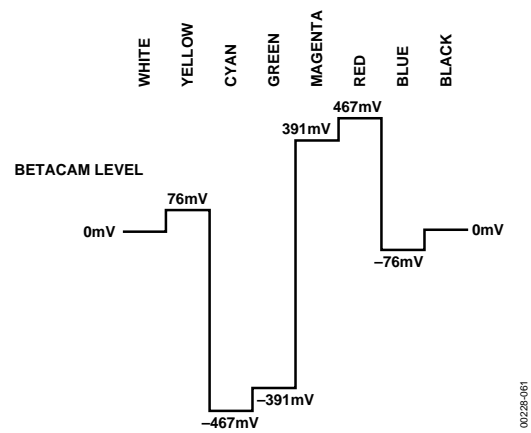 WHITE
YELLOW
CYAN
GREEN
MAGENTA
RED
BLUE
BLACK
467mV
391mV
BETACAM LEVEL
76mV
0mV
0mV
–76mV
–391mV
–467mV
00228-061